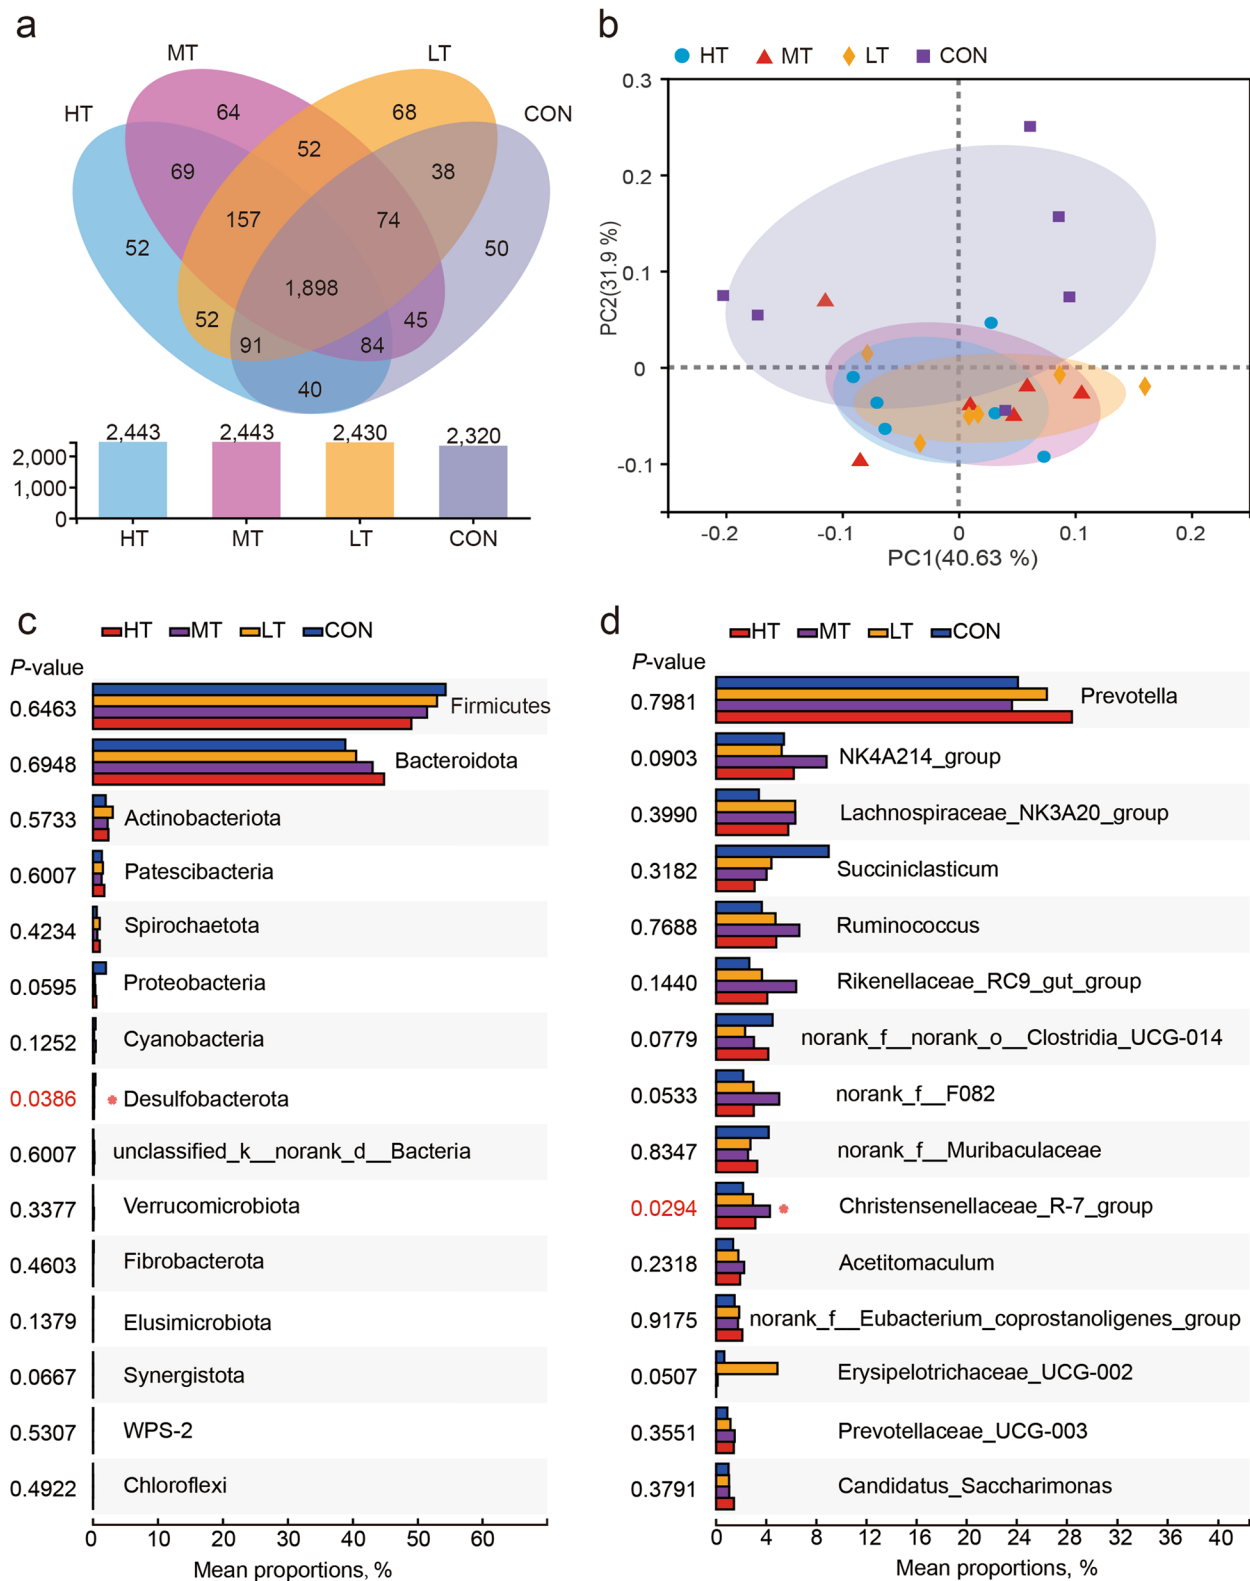 a
MT
LT
HT
CON
64
68
52
69
38
157
74
52
50
1,898
52
45
91
84
40
2,443
2,443
2,430
2,320
2,000
1,000
0
HT
MT
LT
CON
b
HT MT LT CON
0.3
0.2
0.1
0
-0.1
PC2(31.9 %)
-0.2
-0.1
0
0.1
0.2
PC1(40.63 %)
c
HT MT LT CON
P-value
0.6463 Firmicutes
0.6948 Bacteroidota
0.5733 Actinobacteriota
0.6007 Patescibacteria
0.4234 Spirochaetota
0.0595 Proteobacteria
0.1252 Cyanobacteria
0.0386 * Desulfobacterota
0.6007 unclassified_k__norank_d__Bacteria
0.3377 Verrucomicrobiota
0.4603 Fibrobacterota
0.1379 Elusimicrobiota
0.0667 Synergistota
0.5307 WPS-2
0.4922 Chloroflexi
0 10 20 30 40 50 60
Mean proportions, %
d
HT MT LT CON
P-value
0.7981 Prevotella
0.0903 NK4A214_group
0.3990 Lachnospiraceae_NK3A20_group
0.3182 Succiniclasticum
0.7688 Ruminococcus
0.1440 Rikenellaceae_RC9_gut_group
0.0779 norank_f__norank_o__Clostridia_UCG-014
0.0533 norank_f__F082
0.8347 norank_f__Muribaculaceae
0.0294 * Christensenellaceae_R-7_group
0.2318 Acetitomaculum
0.9175 norank_f__Eubacterium_coprostanoligenes_group
0.0507 Erysipelotrichaceae_UCG-002
0.3551 Prevotellaceae_UCG-003
0.3791 Candidatus_Saccharimonas
0 4 8 12 16 20 24 28 32 36 40
Mean proportions, %